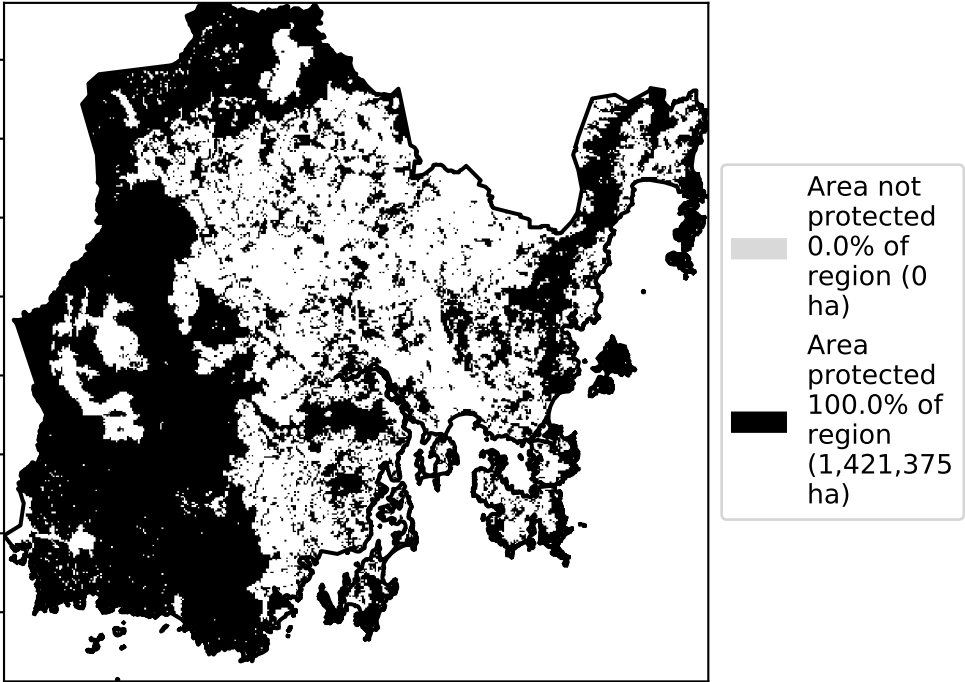 Area not
protected
0.0% of
region (0
ha)
Area
protected
100.0% of
region
(1,421,375
ha)